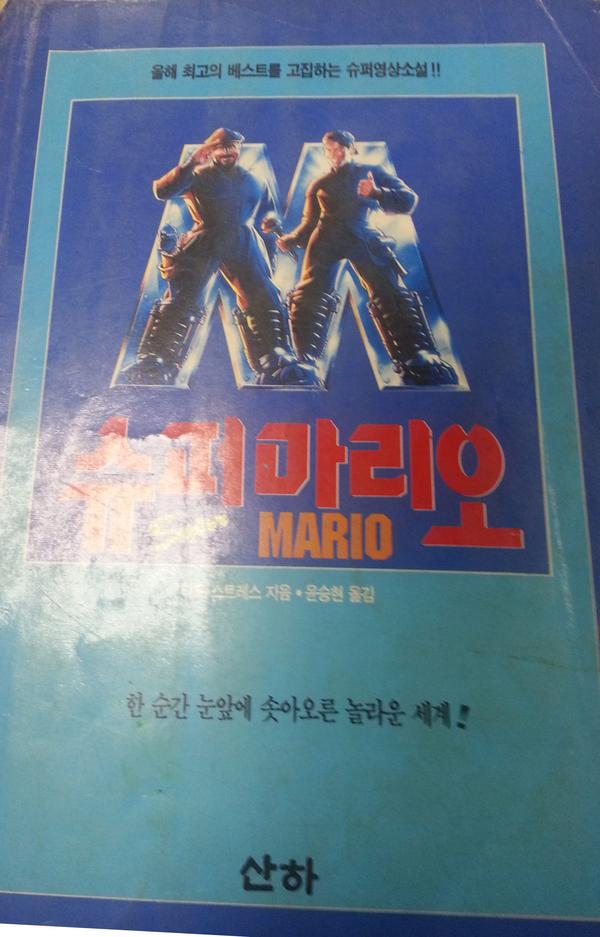 올해 최고의 베스트를 고집하는 슈퍼영상소설!!
슈퍼마리오
Super
MARIO
스트레스 지음 • 윤승현 옮김
한 순간 눈앞에 솟아오른 놀라운 세계!
산하